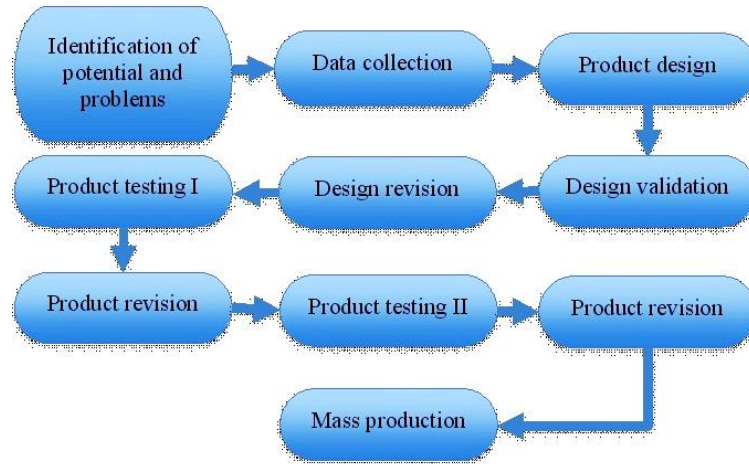 Identification of
potential and
problems
Data collection
Product design
Design validation
Design revision
Product testing I
Product revision
Product testing II
Product revision
Mass production